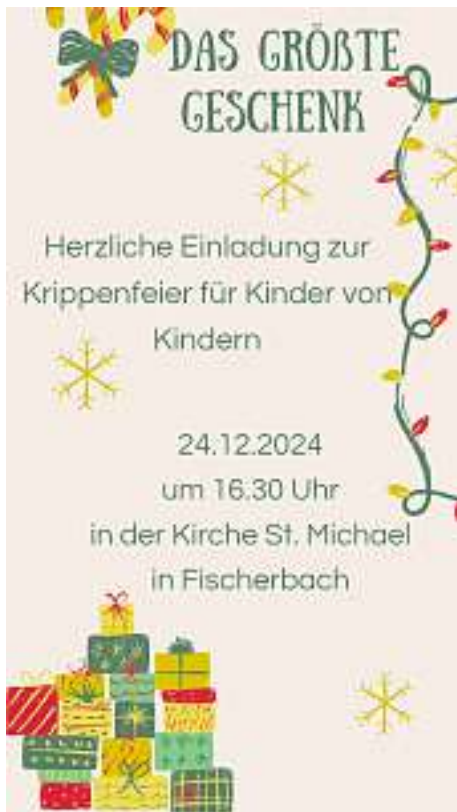 DAS GRÖẞTE
GESCHENK
Herzliche Einladung zur
Krippenfeier für Kinder von
Kindern
24.12.2024
um 16.30 Uhr
in der Kirche St. Michael
in Fischerbach